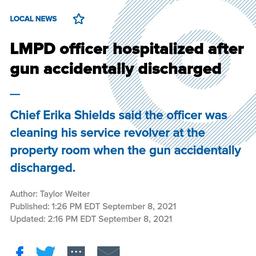 LOCAL NEWS
LMPD officer hospitalized after
gun accidentally discharged
Chief Erika Shields said the officer was
cleaning his service revolver at the
property room when the gun accidentally
discharged.
Author: Taylor Weiter
Published: 1:26 PM EDT September 8, 2021
Updated: 2:16 PM EDT September 8, 2021